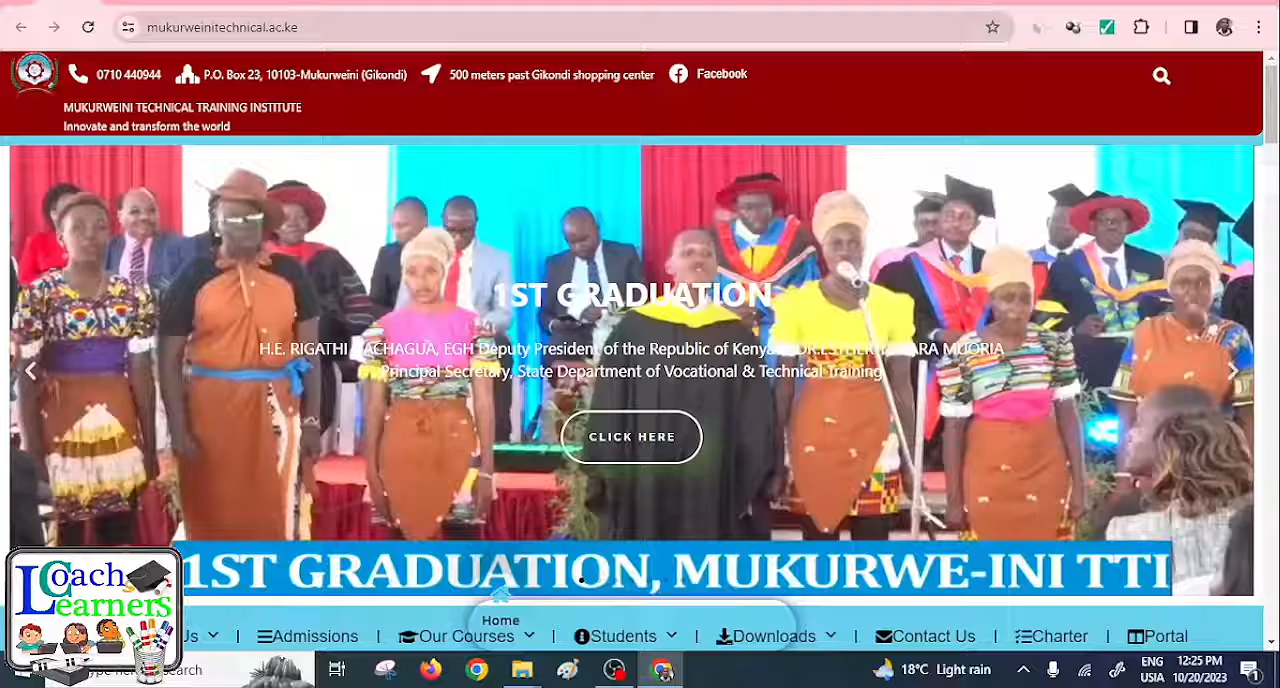 mukurweinitechnical.ac.ke
0710 440944
P.O. Box 23, 10103-Mukurweini (Gikondi)
500 meters past Gikondi shopping center
Facebook
MUKURWEINI TECHNICAL TRAINING INSTITUTE
Innovate and transform the world
1ST GRADUATION
H.E. RIGATHI GACHAGUA, EGH Deputy President of the Republic of Kenya
MUORIA
Principal Secretary, State Department of Vocational & Technical Training
CLICK HERE
1ST GRADUATION, MUKURWE-INI TTI
Coach
Learners
Home
Us | Admissions | Our Courses | Students | Downloads | Contact Us | Charter | Portal
search
18°C Light rain
ENG
USIA
12:25 PM
10/20/2023
1